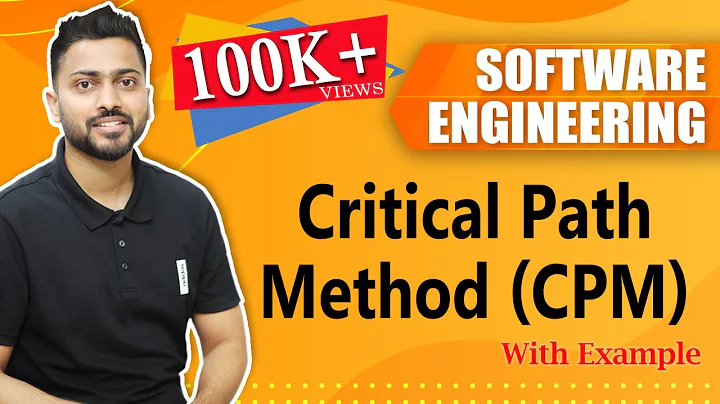 100K+
VIEWS
SOFTWARE
ENGINEERING
Critical Path
Method (CPM)
With Example